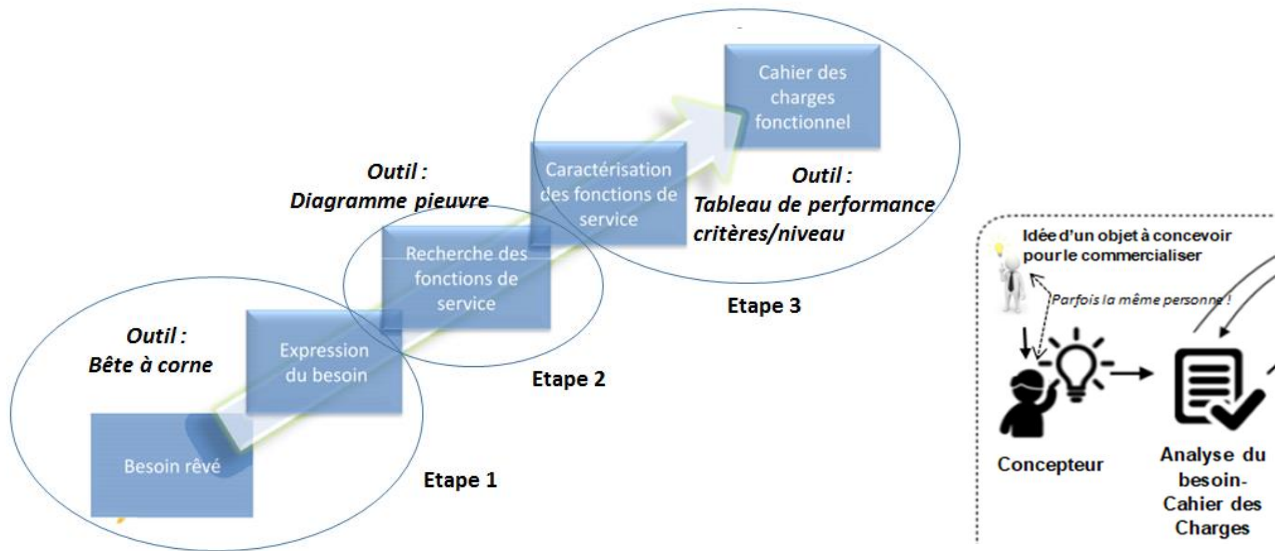 Cahier des
charges
fonctionnel
Outil :
Tableau de performance
critères/niveau
Caractérisation
des fonctions de
service
Etape 3
Outil :
Diagramme pieuvre
Recherche des
fonctions de
service
Etape 2
Outil :
Bête à corne
Expression
du besoin
Besoin rêvé
Etape 1
Idée d'un objet à concevoir
pour le commercialiser
Parfois la même personne !
Concepteur
Analyse du
besoin-
Cahier des
Charges